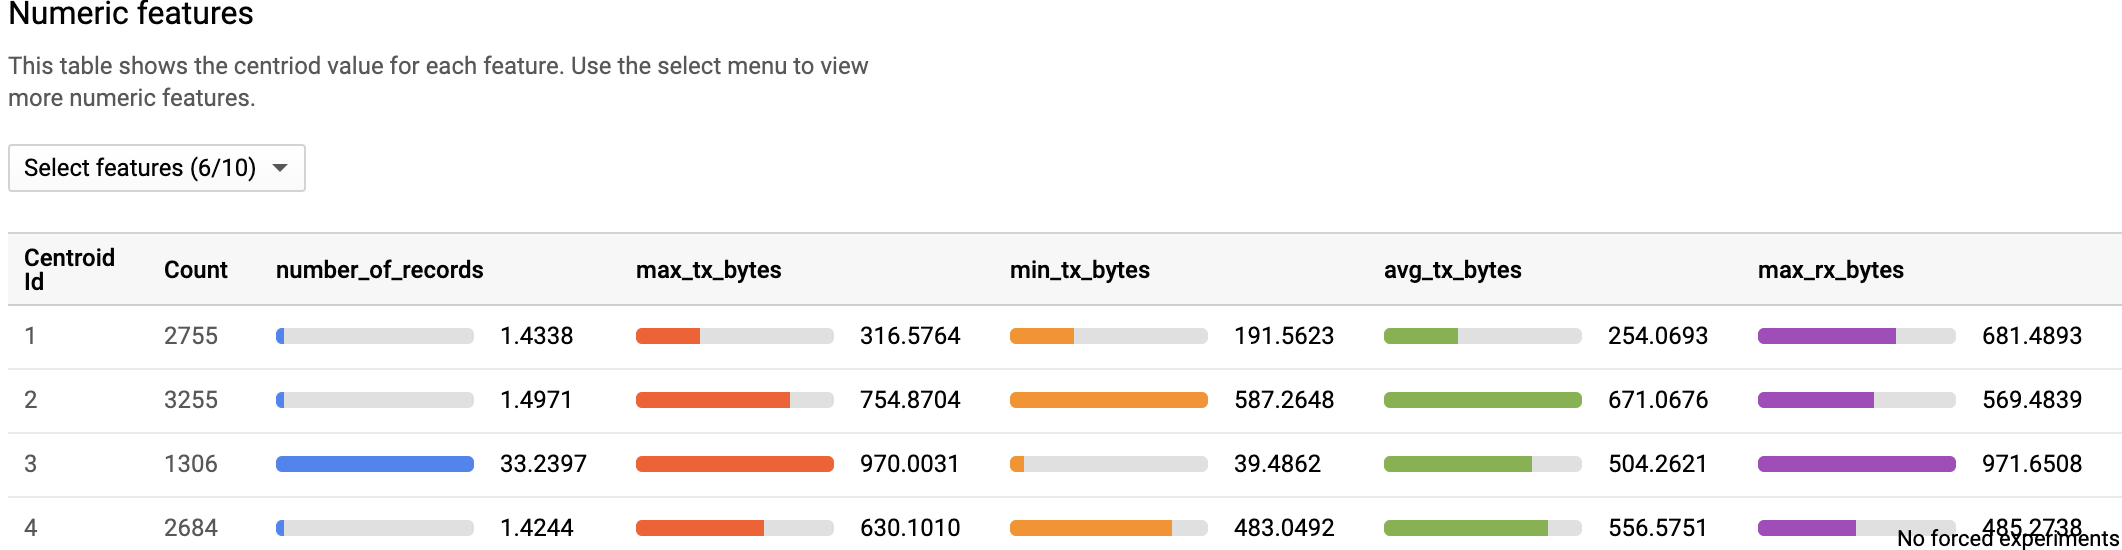 Numeric features
This table shows the centriod value for each feature. Use the select menu to view
more numeric features.
Select features (6/10)
Centroid Id Count number_of_records max_tx_bytes min_tx_bytes avg_tx_bytes max_rx_bytes
1 2755 1.4338 316.5764 191.5623 254.0693 681.4893
2 3255 1.4971 754.8704 587.2648 671.0676 569.4839
3 1306 33.2397 970.0031 39.4862 504.2621 971.6508
4 2684 1.4244 630.1010 483.0492 556.5751 485.2738
No forced experiments